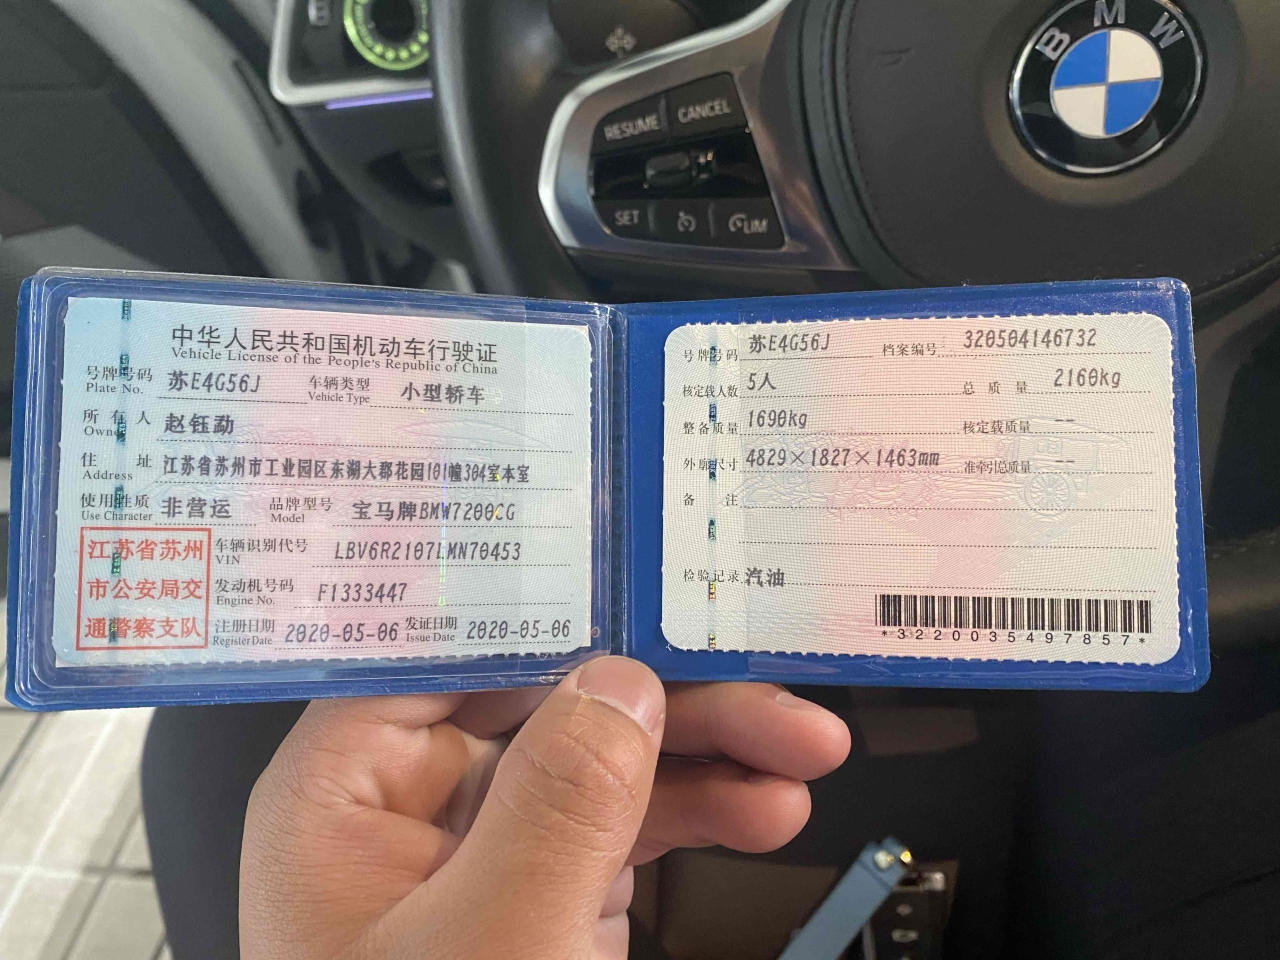 BMW
RESUME CANCEL
SET LIM
中华人民共和国机动车行驶证
Vehicle License of the People's Republic of China
号牌号码 苏E4G56J 车辆类型 小型轿车
Plate No. Vehicle Type
所有人 赵钰勐
Owner
住址 江苏省苏州市工业园区东湖大郡花园101幢304室本室
Address
使用性质 非营运 品牌型号 宝马牌BMW7200CG
Use Character Model
江苏省苏州
市公安局交
通警察支队
车辆识别代号 LBV6R2107LMN70453
VIN
发动机号码 F1333447
Engine No.
注册日期 2020-05-06 发证日期 2020-05-06
Register Date Issue Date
号牌号码 苏E4G56J 档案编号 320504146732
核定载人数 5人 总质量 2160kg
整备质量 1690kg 核定载质量 --
外廓尺寸 4829×1827×1463mm 准牵引总质量 --
备注
检验记录 汽油
*3220035497857*